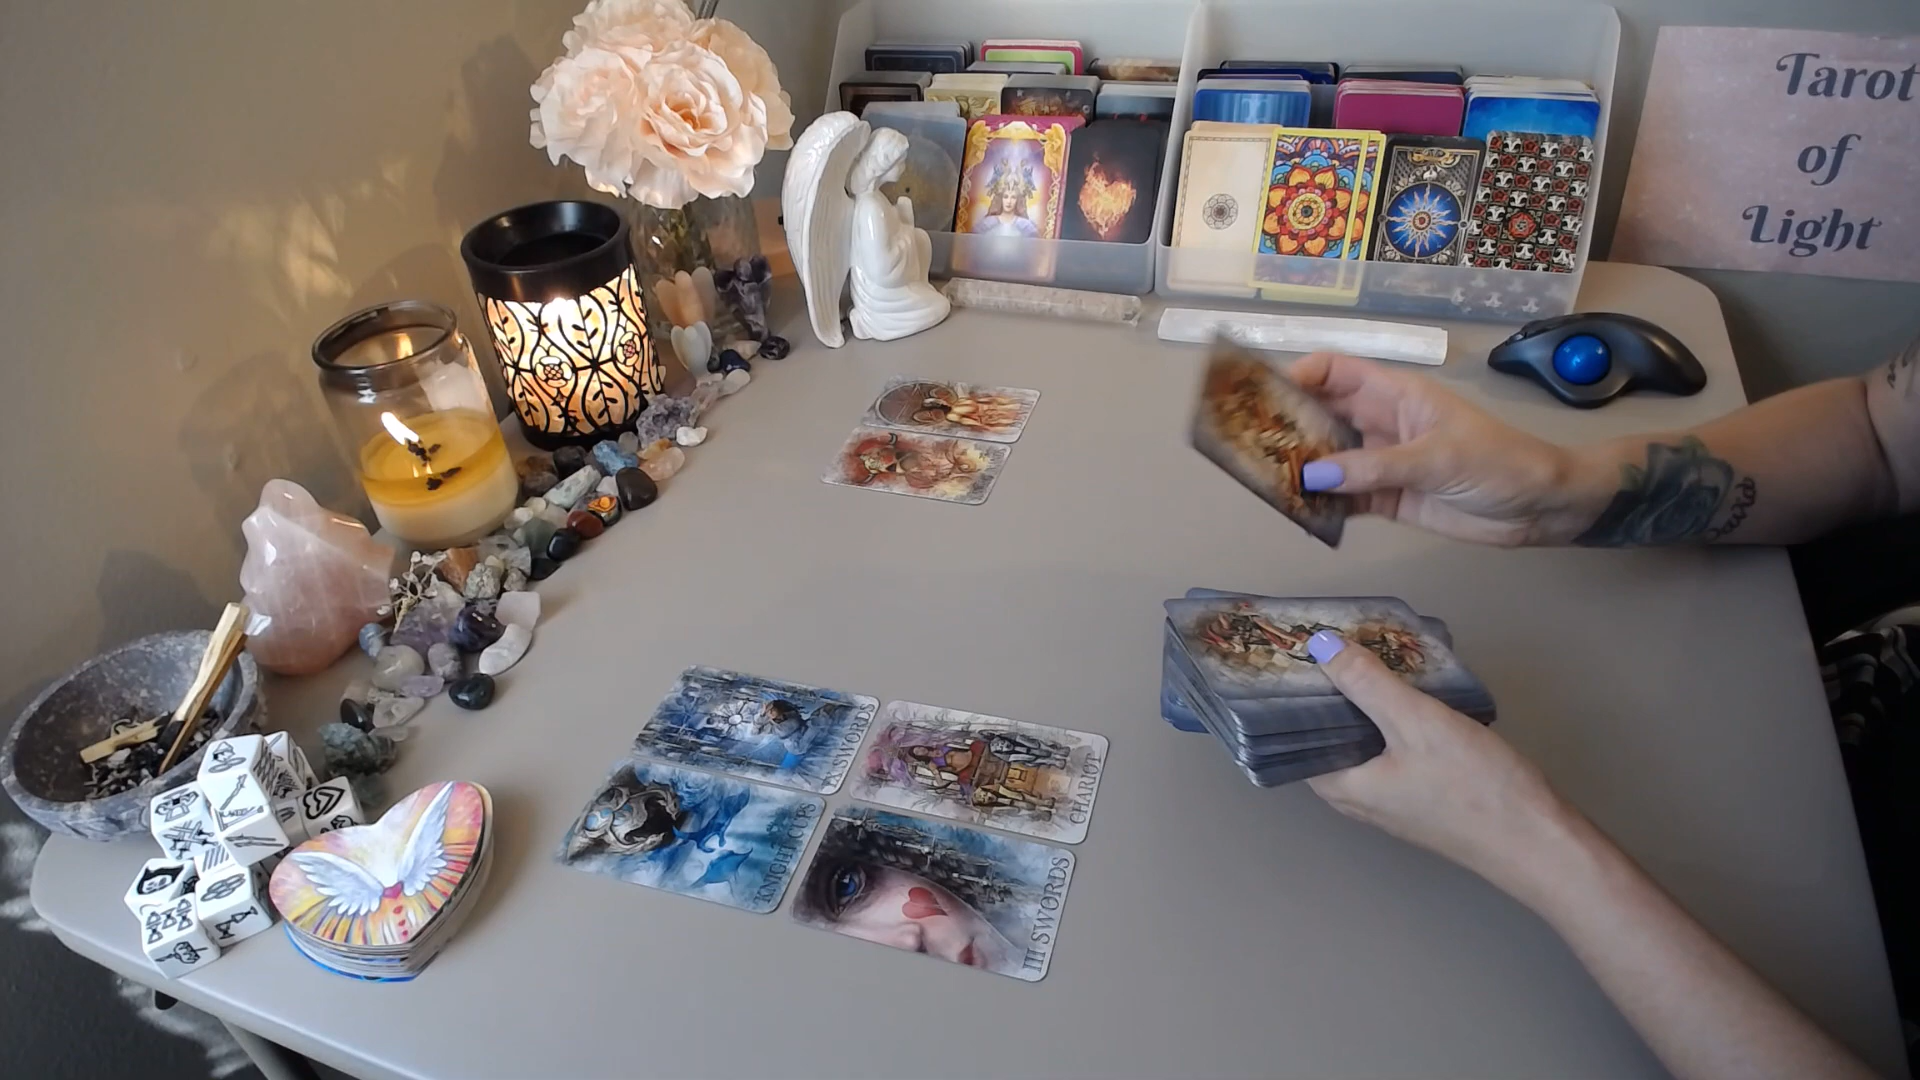 Tarot
of
Light
IX SWORDS
CHARIOT
KNIGHT CUPS
III SWORDS